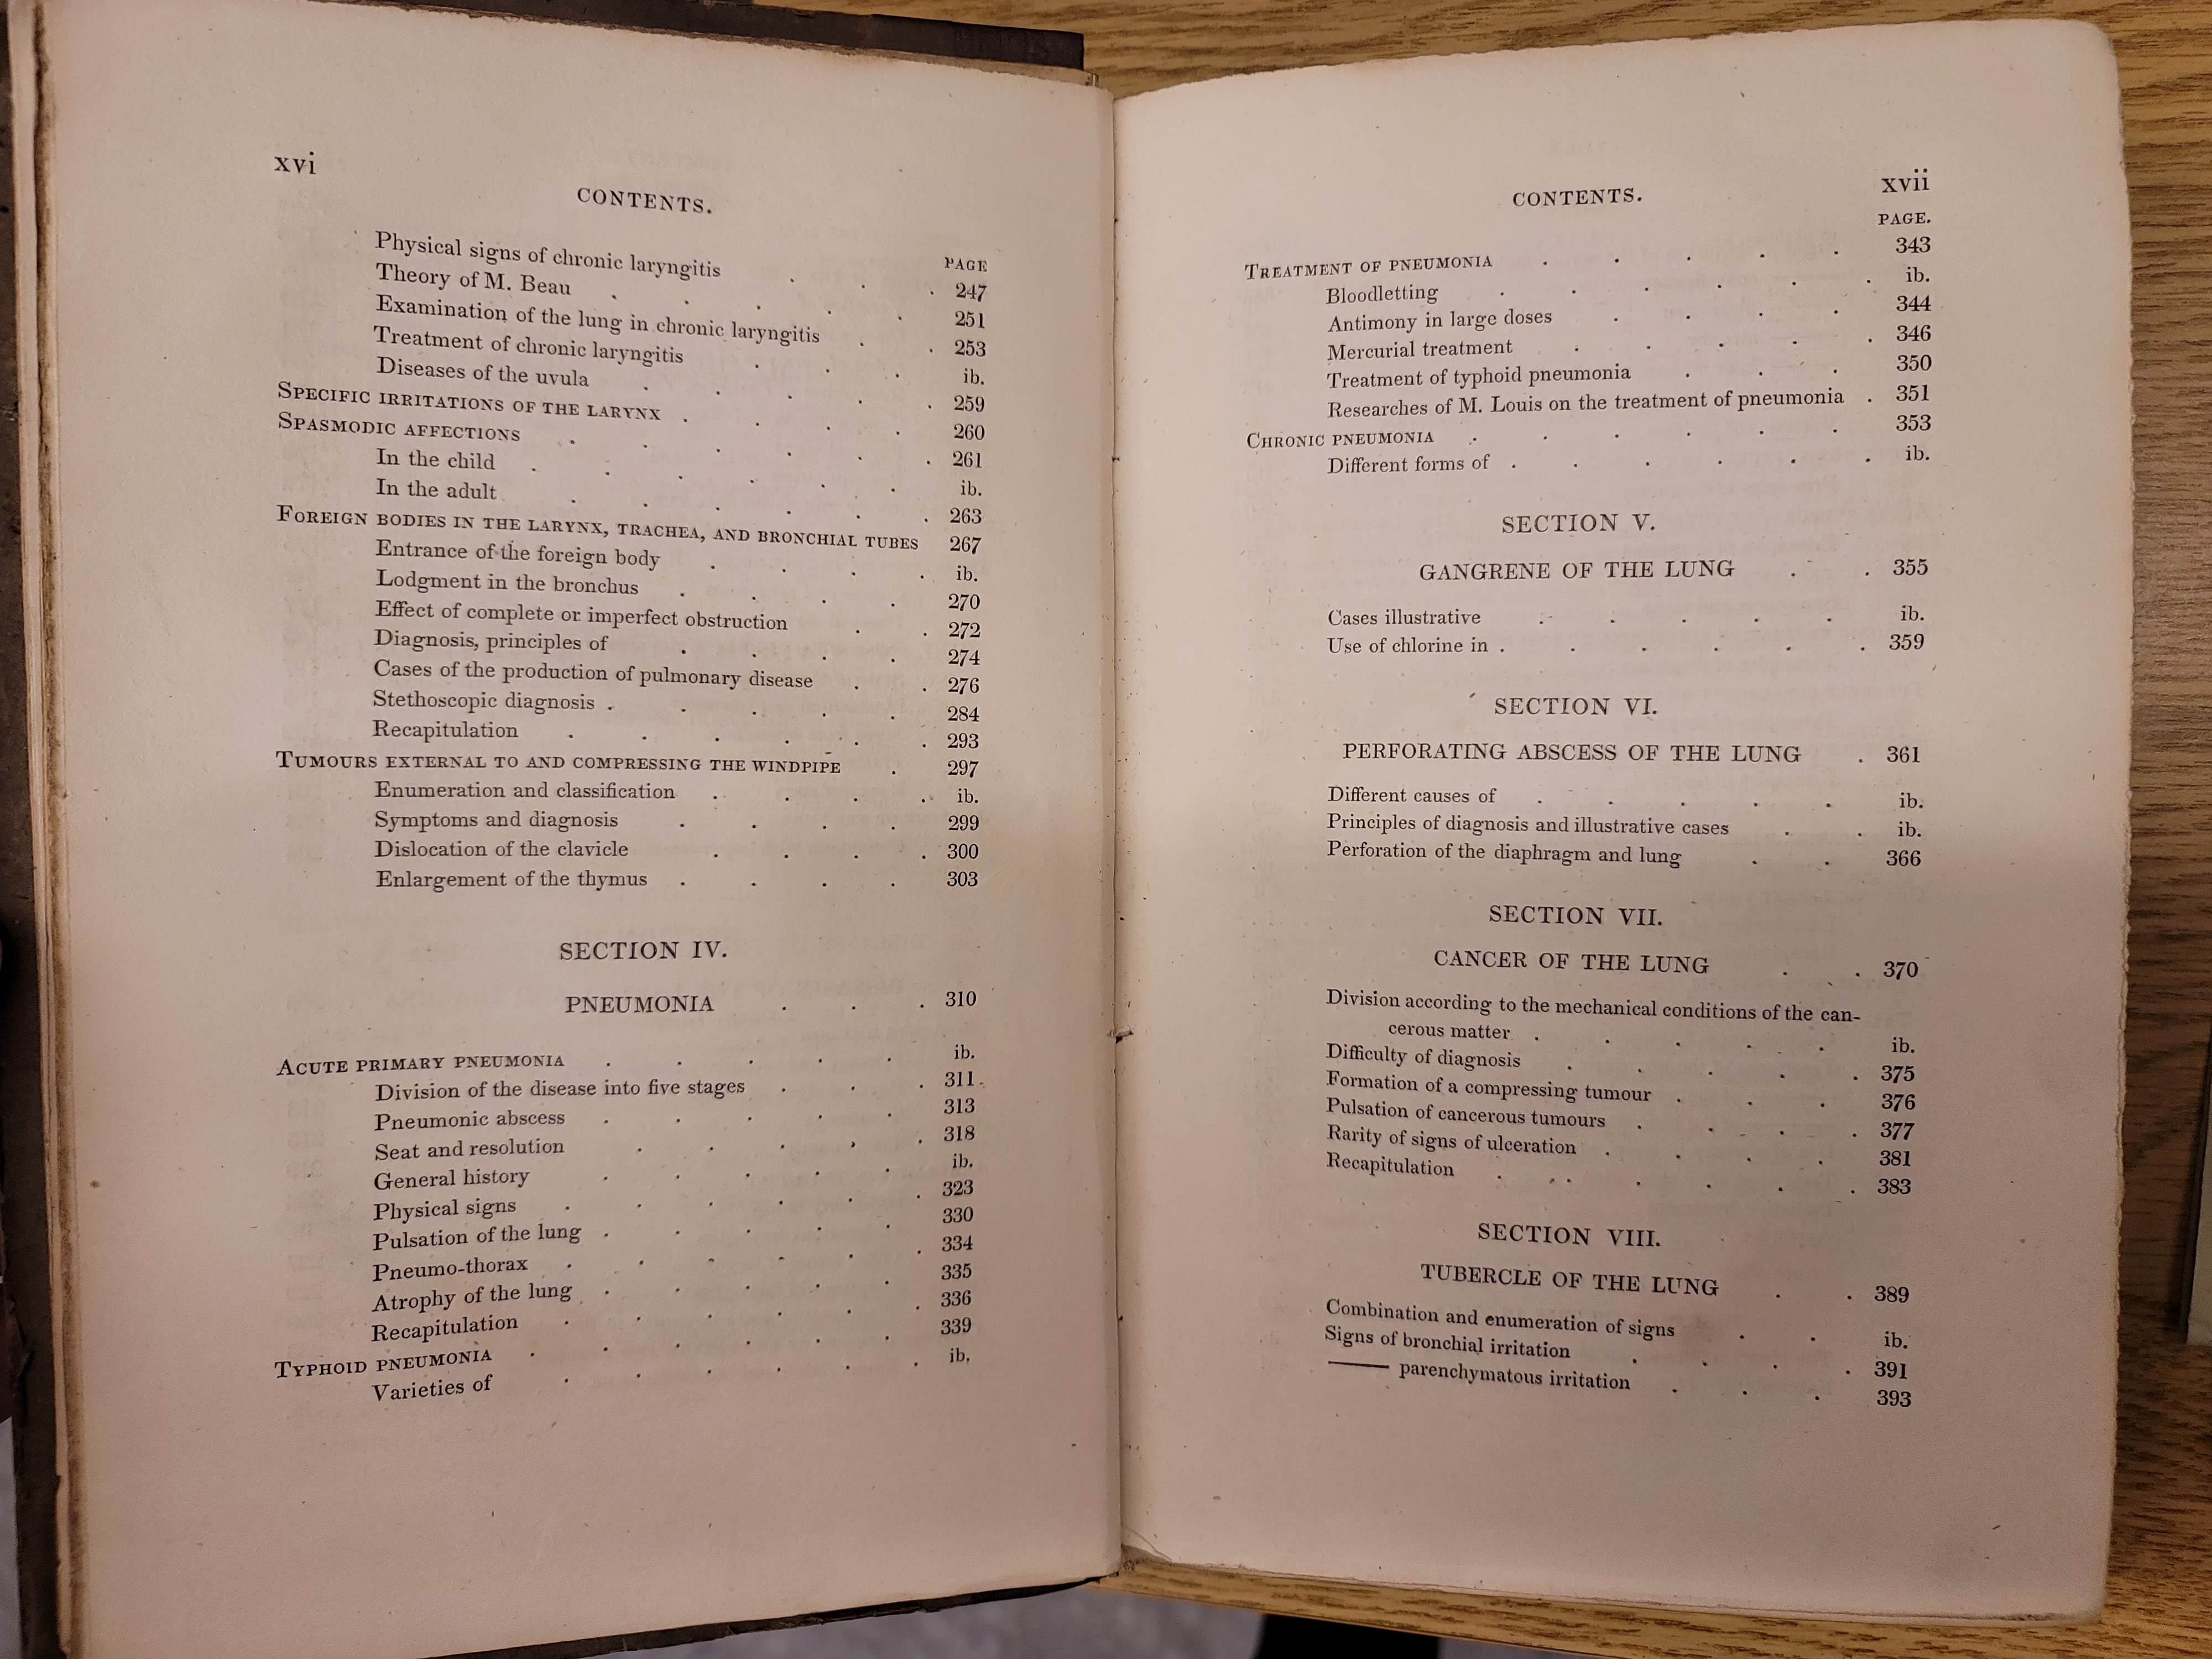 xvi
CONTENTS.
PAGE
Physical signs of chronic laryngitis . . . 247
Theory of M. Beau . . . . . 251
Examination of the lung in chronic laryngitis . . 253
Treatment of chronic laryngitis . . . ib.
Diseases of the uvula . . . . . 259
SPECIFIC IRRITATIONS OF THE LARYNX . . . . 260
SPASMODIC AFFECTIONS . . . . . . 261
In the child . . . . . . ib.
In the adult . . . . . . 263
FOREIGN BODIES IN THE LARYNX, TRACHEA, AND BRONCHIAL TUBES 267
Entrance of the foreign body . . . . ib.
Lodgment in the bronchus . . . . 270
Effect of complete or imperfect obstruction . . 272
Diagnosis, principles of . . . . 274
Cases of the production of pulmonary disease . . 276
Stethoscopic diagnosis . . . . . 284
Recapitulation . . . . . . 293
TUMOURS EXTERNAL TO AND COMPRESSING THE WINDPIPE . 297
Enumeration and classification . . . . ib.
Symptoms and diagnosis . . . . 299
Dislocation of the clavicle . . . . 300
Enlargement of the thymus . . . . 303
SECTION IV.
PNEUMONIA . . . 310
ACUTE PRIMARY PNEUMONIA . . . . . ib.
Division of the disease into five stages . . . 311
Pneumonic abscess . . . . . 313
Seat and resolution . . . . . 318
General history . . . . . ib.
Physical signs . . . . . . 323
Pulsation of the lung . . . . . 330
Pneumo-thorax . . . . . . 334
Atrophy of the lung . . . . . 335
Recapitulation . . . . . . 336
TYPHOID PNEUMONIA . . . . . . 339
Varieties of . . . . . . ib.
CONTENTS.
xvii
PAGE.
TREATMENT OF PNEUMONIA . . . . . 343
Bloodletting . . . . . . ib.
Antimony in large doses . . . . 344
Mercurial treatment . . . . . 346
Treatment of typhoid pneumonia . . . 350
Researches of M. Louis on the treatment of pneumonia . 351
CHRONIC PNEUMONIA . . . . . . 353
Different forms of . . . . . . ib.
SECTION V.
GANGRENE OF THE LUNG . . 355
Cases illustrative . . . . . ib.
Use of chlorine in . . . . . . 359
SECTION VI.
PERFORATING ABSCESS OF THE LUNG . 361
Different causes of . . . . . ib.
Principles of diagnosis and illustrative cases . . ib.
Perforation of the diaphragm and lung . . 366
SECTION VII.
CANCER OF THE LUNG . . 370
Division according to the mechanical conditions of the can-
cerous matter . . . . . ib.
Difficulty of diagnosis . . . . . 375
Formation of a compressing tumour . . . 376
Pulsation of cancerous tumours . . . . 377
Rarity of signs of ulceration . . . . 381
Recapitulation . . . . . . 383
SECTION VIII.
TUBERCLE OF THE LUNG . . 389
Combination and enumeration of signs . . ib.
Signs of bronchial irritation . . . . 391
—— parenchymatous irritation . . . 393